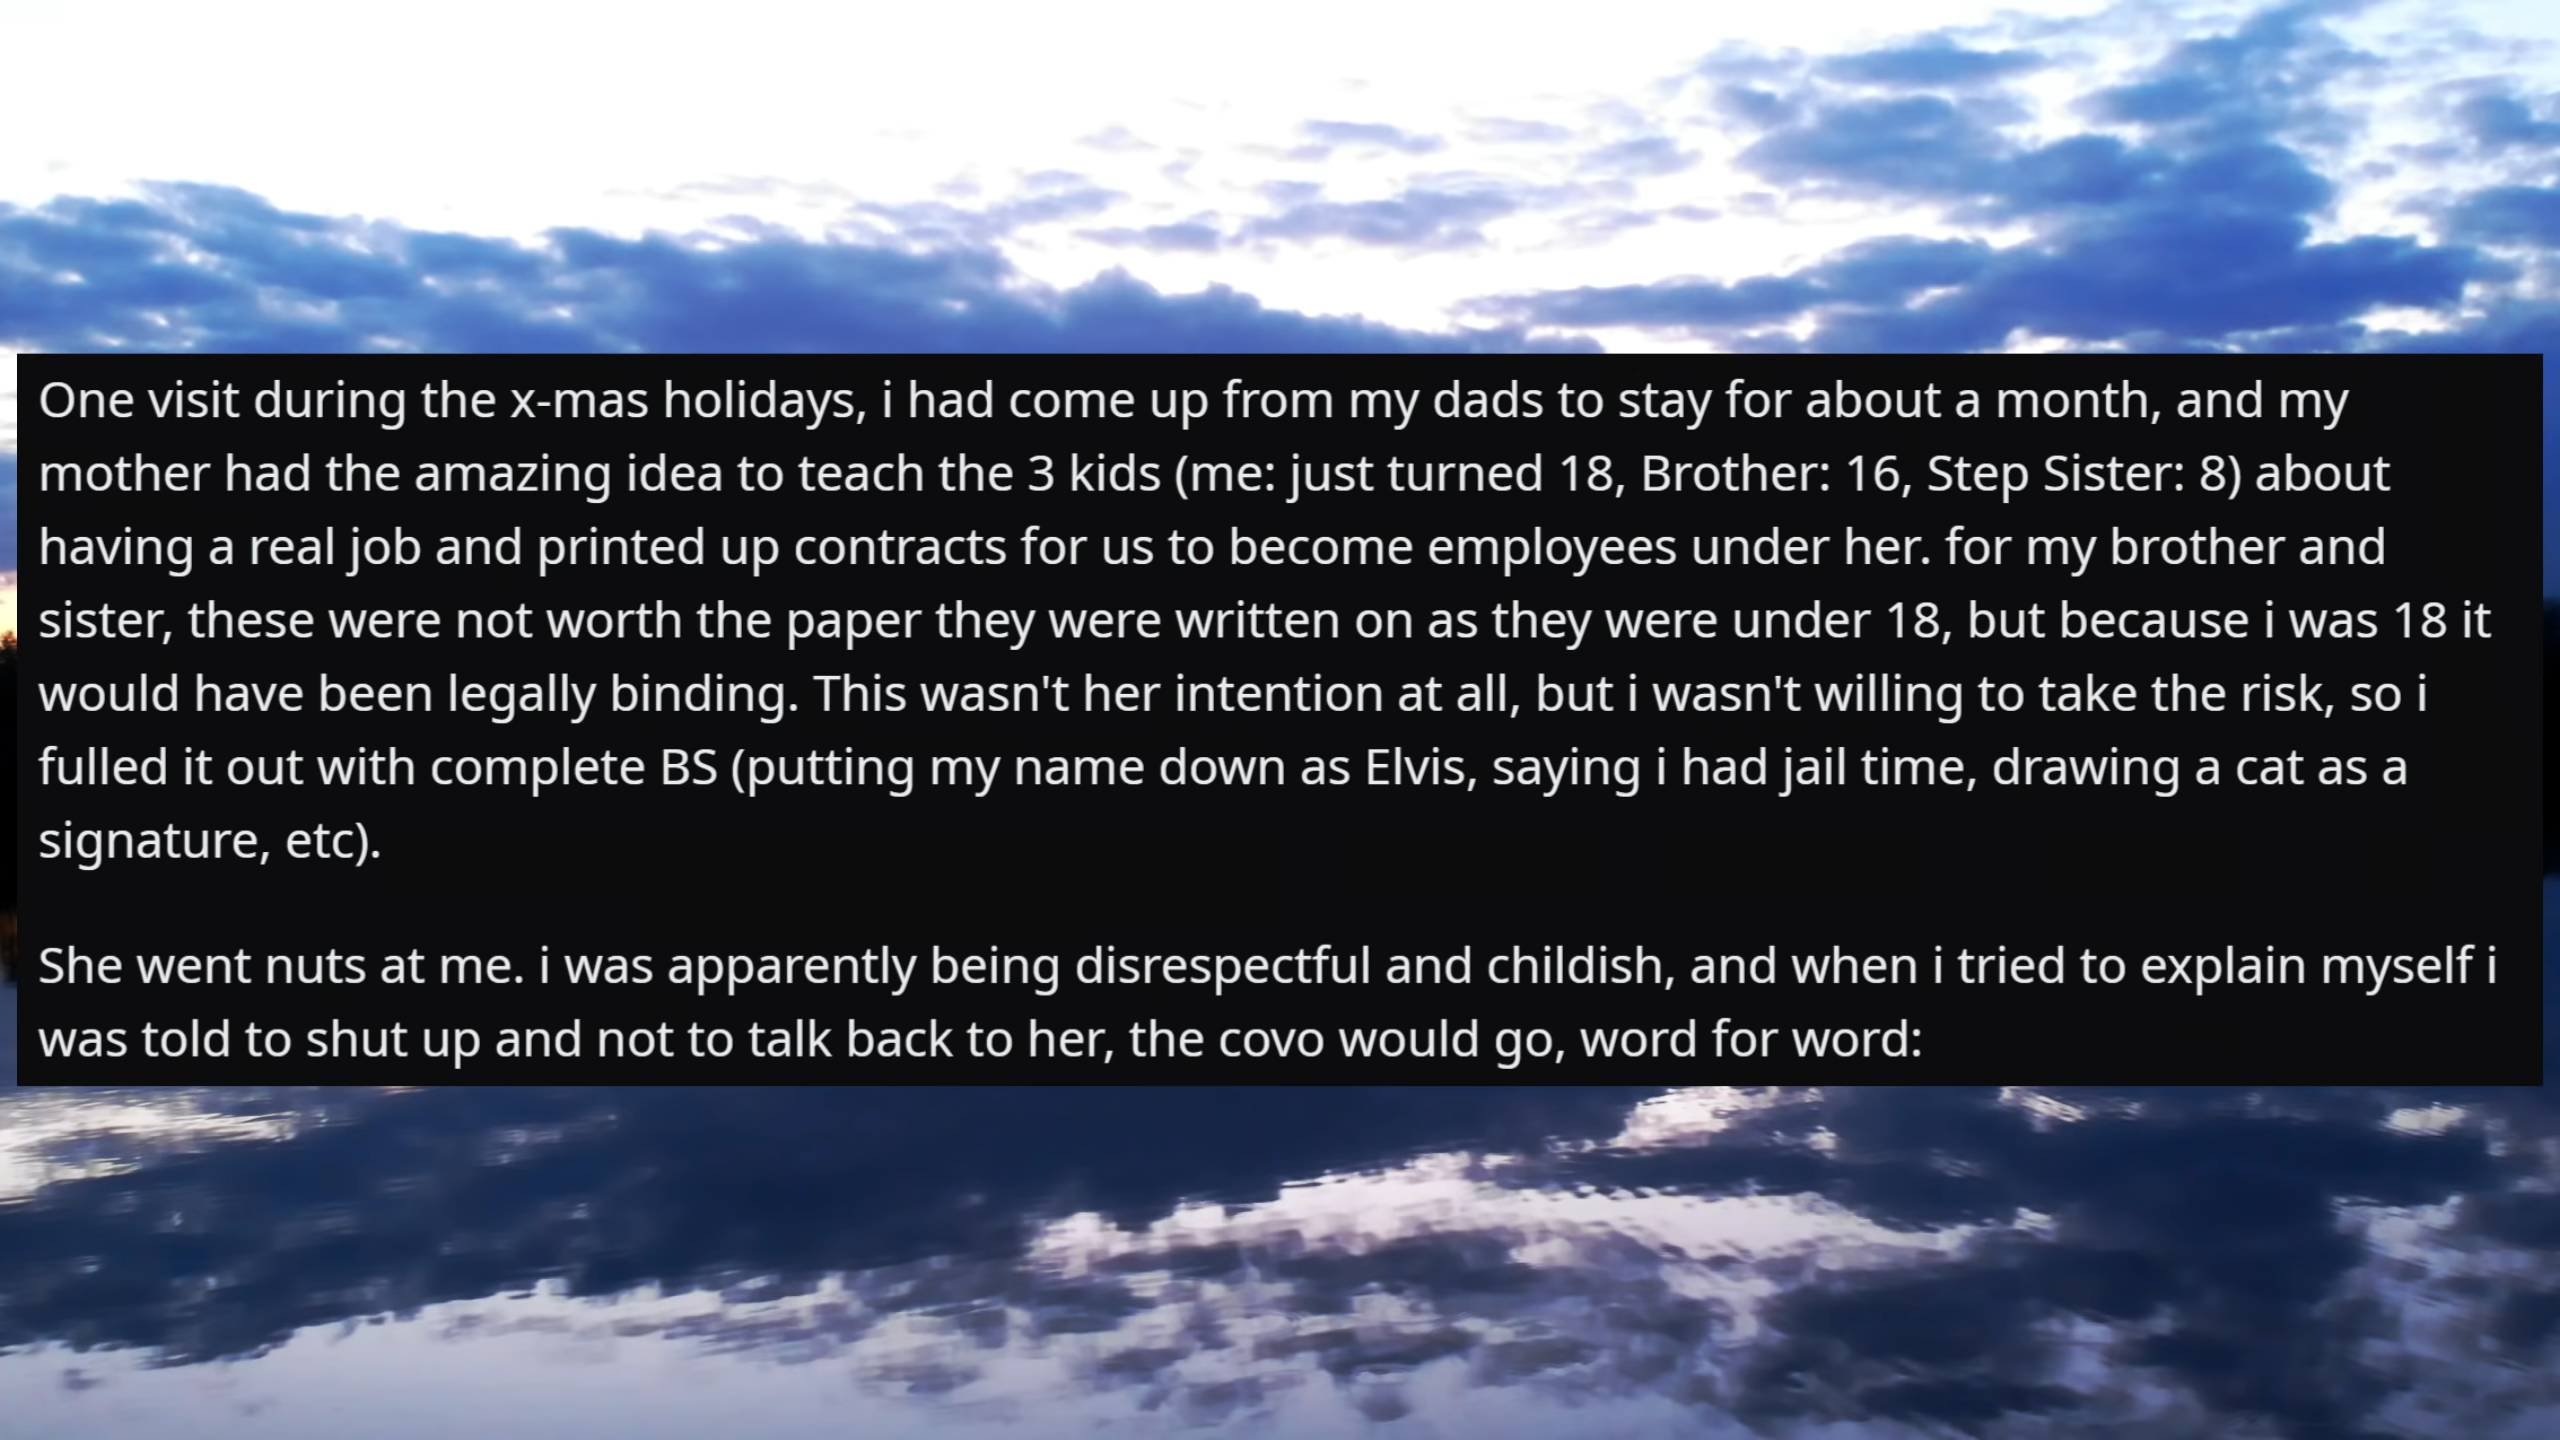 One visit during the x-mas holidays, i had come up from my dads to stay for about a month, and my
mother had the amazing idea to teach the 3 kids (me: just turned 18, Brother: 16, Step Sister: 8) about
having a real job and printed up contracts for us to become employees under her. for my brother and
sister, these were not worth the paper they were written on as they were under 18, but because i was 18 it
would have been legally binding. This wasn't her intention at all, but i wasn't willing to take the risk, so i
fulled it out with complete BS (putting my name down as Elvis, saying i had jail time, drawing a cat as a
signature, etc).
She went nuts at me. i was apparently being disrespectful and childish, and when i tried to explain myself i
was told to shut up and not to talk back to her, the covo would go, word for word: